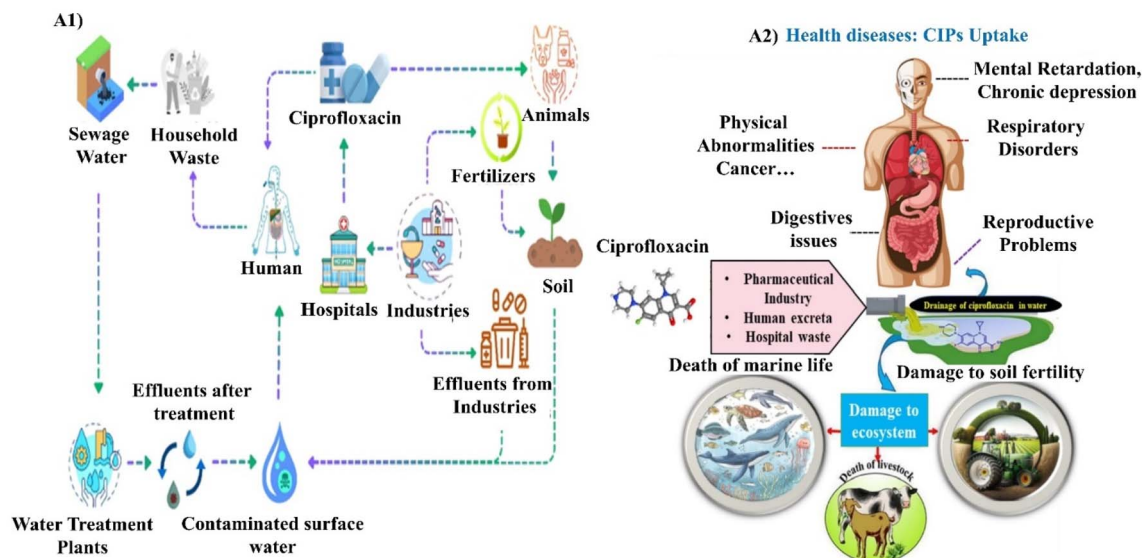 A1)
Sewage
Water
Household
Waste
Ciprofloxacin
Animals
Fertilizers
Human
Hospitals
Industries
Soil
Effluents from
Industries
Effluents after
treatment
Water Treatment
Plants
Contaminated surface
water
A2) Health diseases: CIPs Uptake
Mental Retardation,
Chronic depression
Physical
Abnormalities
Cancer…
Respiratory
Disorders
Digestives
issues
Reproductive
Problems
Ciprofloxacin
• Pharmaceutical
Industry
• Human excreta
• Hospital waste
Drainage of ciprofloxacin in water
Death of marine life
Damage to soil fertility
Damage to
ecosystem
Death of livestock